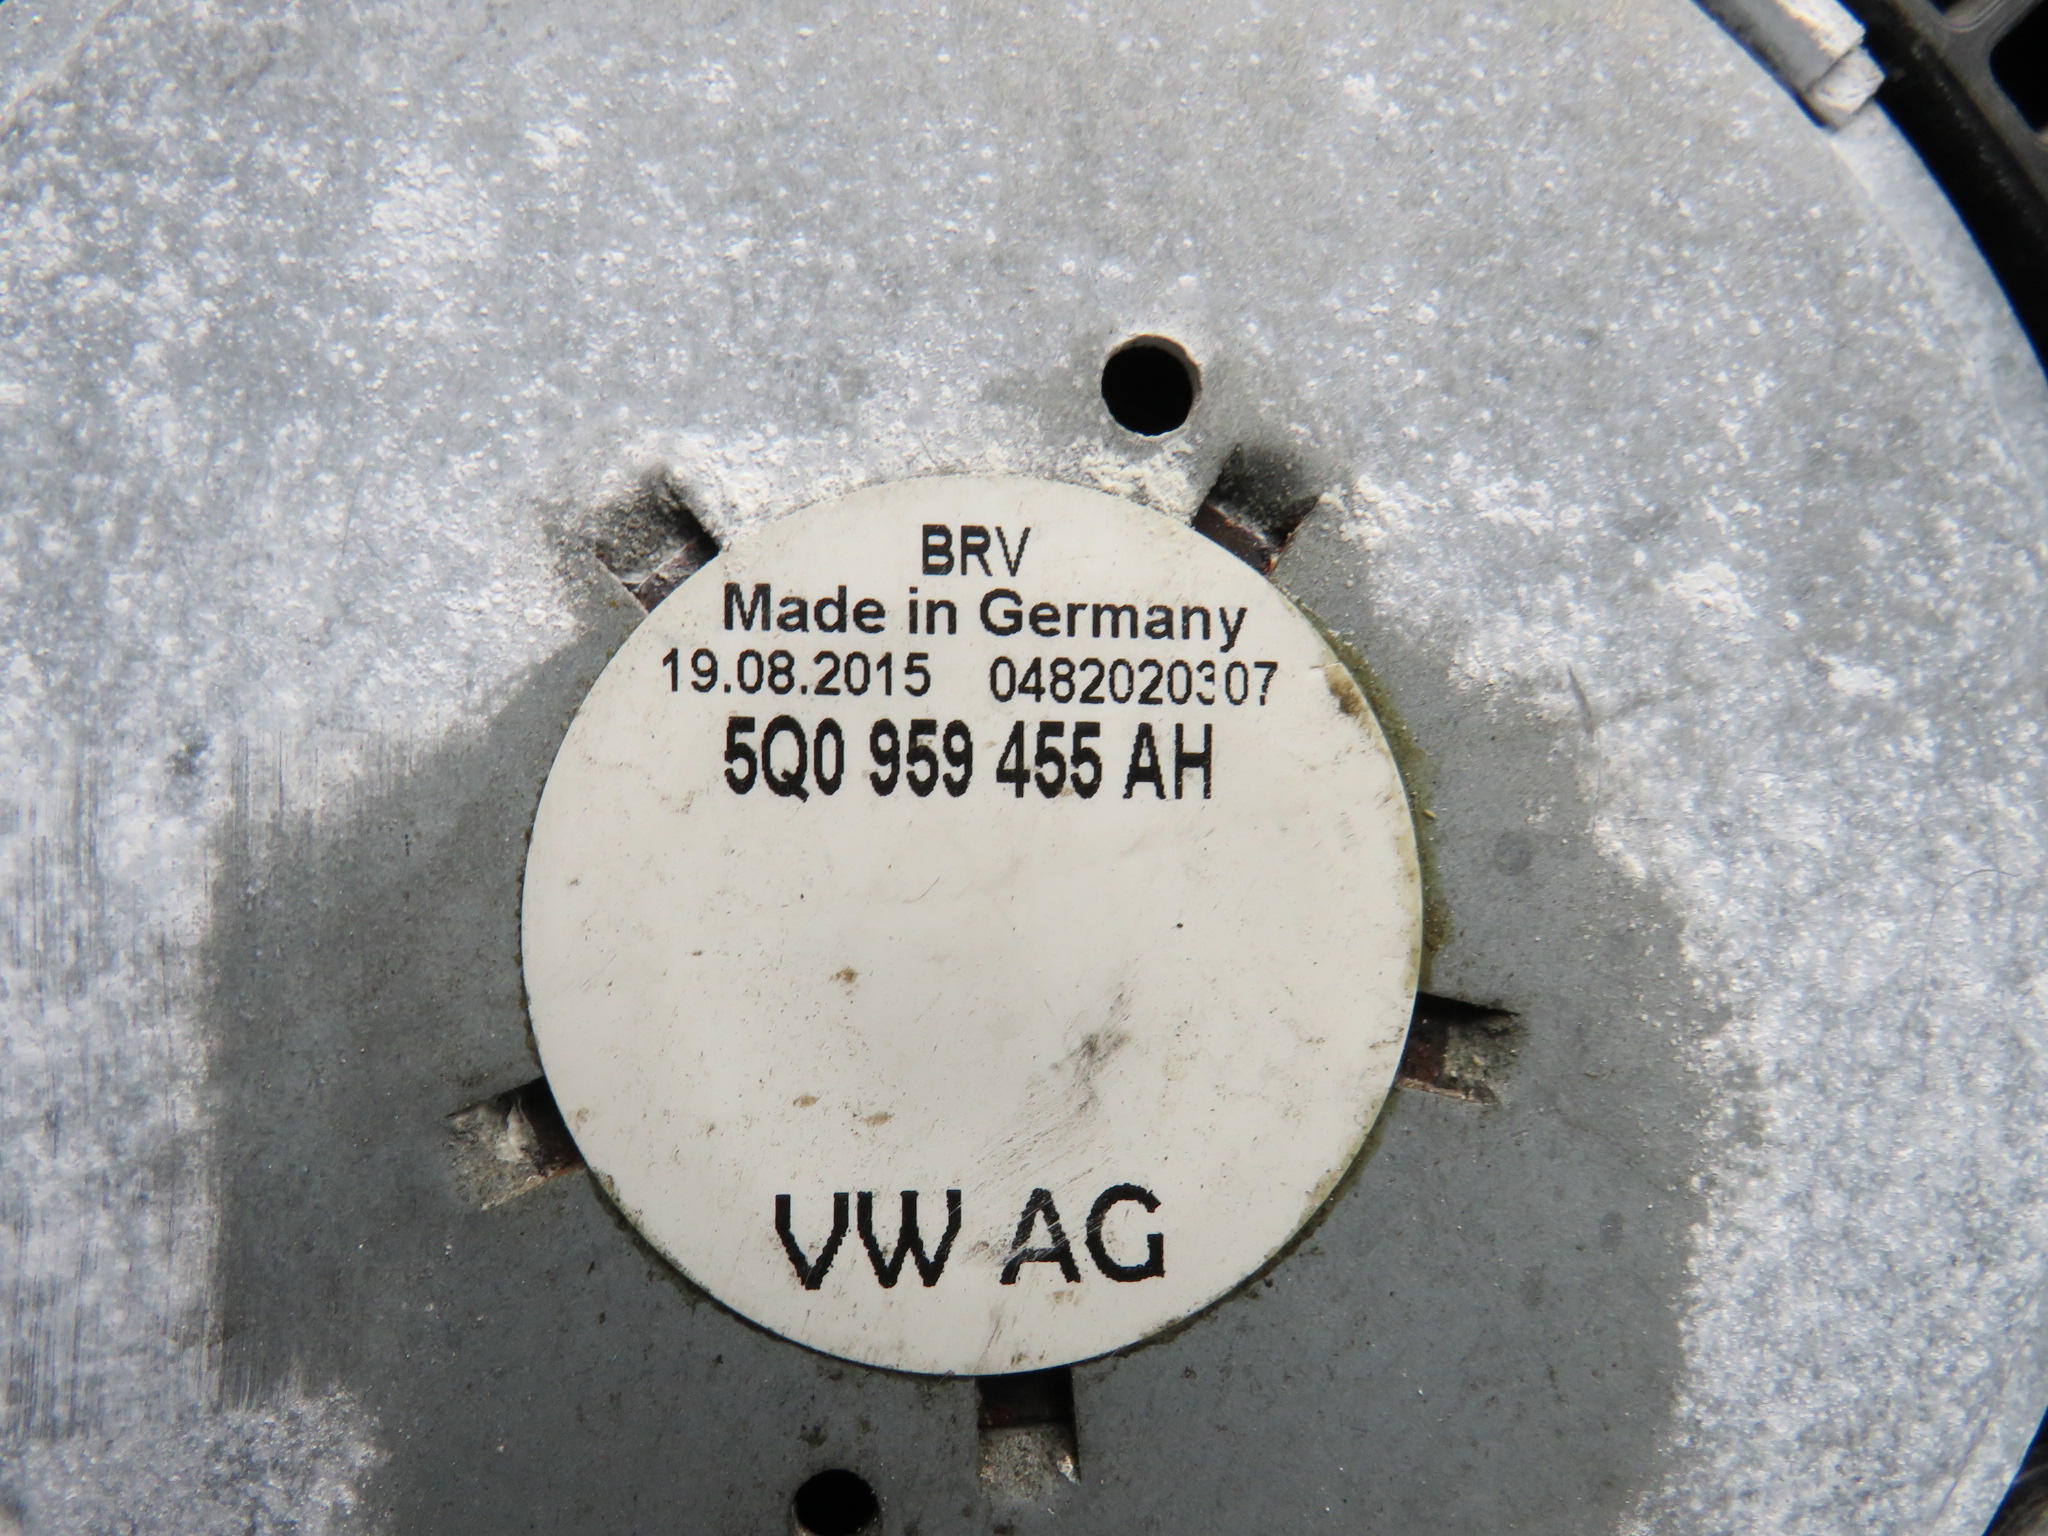 BRV
Made in Germany
19.08.2015 0482020307
5Q0 959 455 AH
VW AG